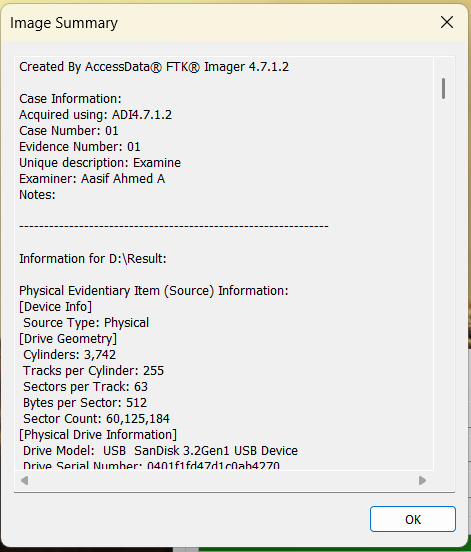 Image Summary
Created By AccessData® FTK® Imager 4.7.1.2
Case Information:
Acquired using: ADI4.7.1.2
Case Number: 01
Evidence Number: 01
Unique description: Examine
Examiner: Aasif Ahmed A
Notes:
--------------------------------------------------------------
Information for D:\Result:
Physical Evidentiary Item (Source) Information:
[Device Info]
Source Type: Physical
[Drive Geometry]
Cylinders: 3,742
Tracks per Cylinder: 255
Sectors per Track: 63
Bytes per Sector: 512
Sector Count: 60,125,184
[Physical Drive Information]
Drive Model:  USB  SanDisk 3.2Gen1 USB Device
Drive Serial Number: 0401f1fd47d1c0ab4270
OK